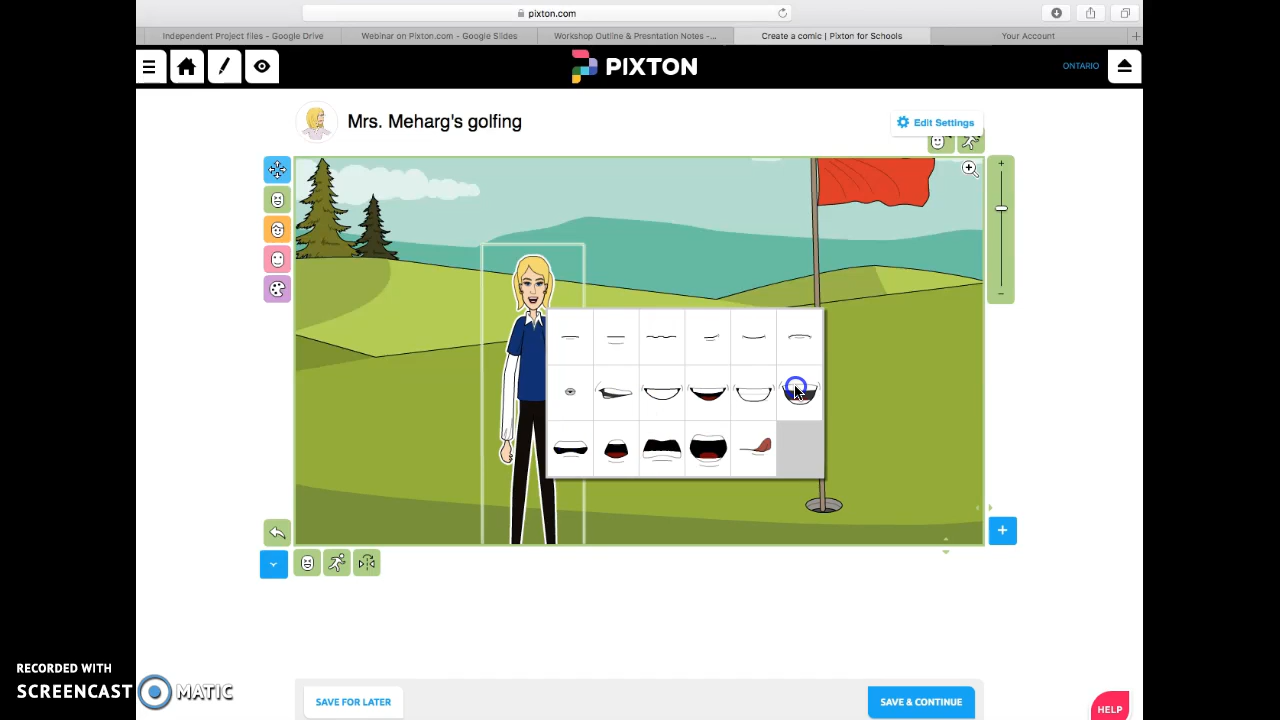 pixton.com
Independent Project files - Google Drive
Webinar on Pixton.com - Google Slides
Workshop Outline & Presntation Notes -...
Create a comic | Pixton for Schools
Your Account
PIXTON
ONTARIO
Mrs. Meharg's golfing
Edit Settings
RECORDED WITH
SCREENCAST MATIC
SAVE FOR LATER
SAVE & CONTINUE
HELP